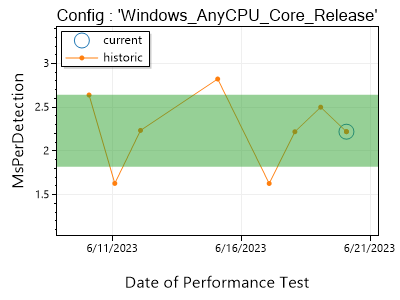 Config : 'Windows_AnyCPU_Core_Release'
current
historic
MsPerDetection
3
2.5
2
1.5
6/11/2023
6/16/2023
6/21/2023
Date of Performance Test